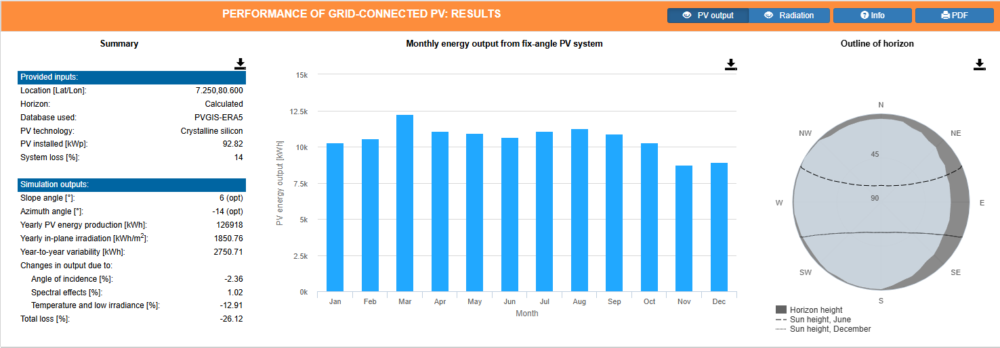 PERFORMANCE OF GRID-CONNECTED PV: RESULTS
PV output
Radiation
Info
PDF
Summary
Provided inputs:
Location [Lat/Lon]: 7.250,80.600
Horizon: Calculated
Database used: PVGIS-ERA5
PV technology: Crystalline silicon
PV installed [kWp]: 92.82
System loss [%]: 14
Simulation outputs:
Slope angle [°]: 6 (opt)
Azimuth angle [°]: -14 (opt)
Yearly PV energy production [kWh]: 126918
Yearly in-plane irradiation [kWh/m²]: 1850.76
Year-to-year variability [kWh]: 2750.71
Changes in output due to:
Angle of incidence [%]: -2.36
Spectral effects [%]: 1.02
Temperature and low irradiance [%]: -12.91
Total loss [%]: -26.12
Monthly energy output from fix-angle PV system
PV energy output [kWh]
15k
12.5k
10k
7.5k
5k
2.5k
0k
Jan Feb Mar Apr May Jun Jul Aug Sep Oct Nov Dec
Month
Outline of horizon
N
NW NE
45
W 90 E
SW SE
S
Horizon height
Sun height, June
Sun height, December